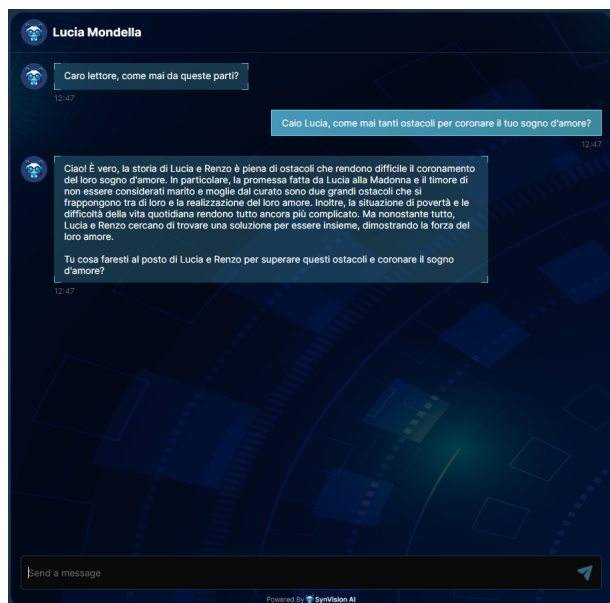 Lucia Mondella
Caro lettore, come mai da queste parti?
12:47
Caio Lucia, come mai tanti ostacoli per coronare il tuo sogno d'amore?
12:47
Ciao! È vero, la storia di Lucia e Renzo è piena di ostacoli che rendono difficile il coronamento
del loro sogno d'amore. In particolare, la promessa fatta da Lucia alla Madonna e il timore di
non essere considerati marito e moglie dal curato sono due grandi ostacoli che si
frappongono tra di loro e la realizzazione del loro amore. Inoltre, la situazione di povertà e le
difficoltà della vita quotidiana rendono tutto ancora più complicato. Ma nonostante tutto,
Lucia e Renzo cercano di trovare una soluzione per essere insieme, dimostrando la forza del
loro amore.
Tu cosa faresti al posto di Lucia e Renzo per superare questi ostacoli e coronare il sogno
d'amore?
12:47
Send a message
Powered By SynVision AI